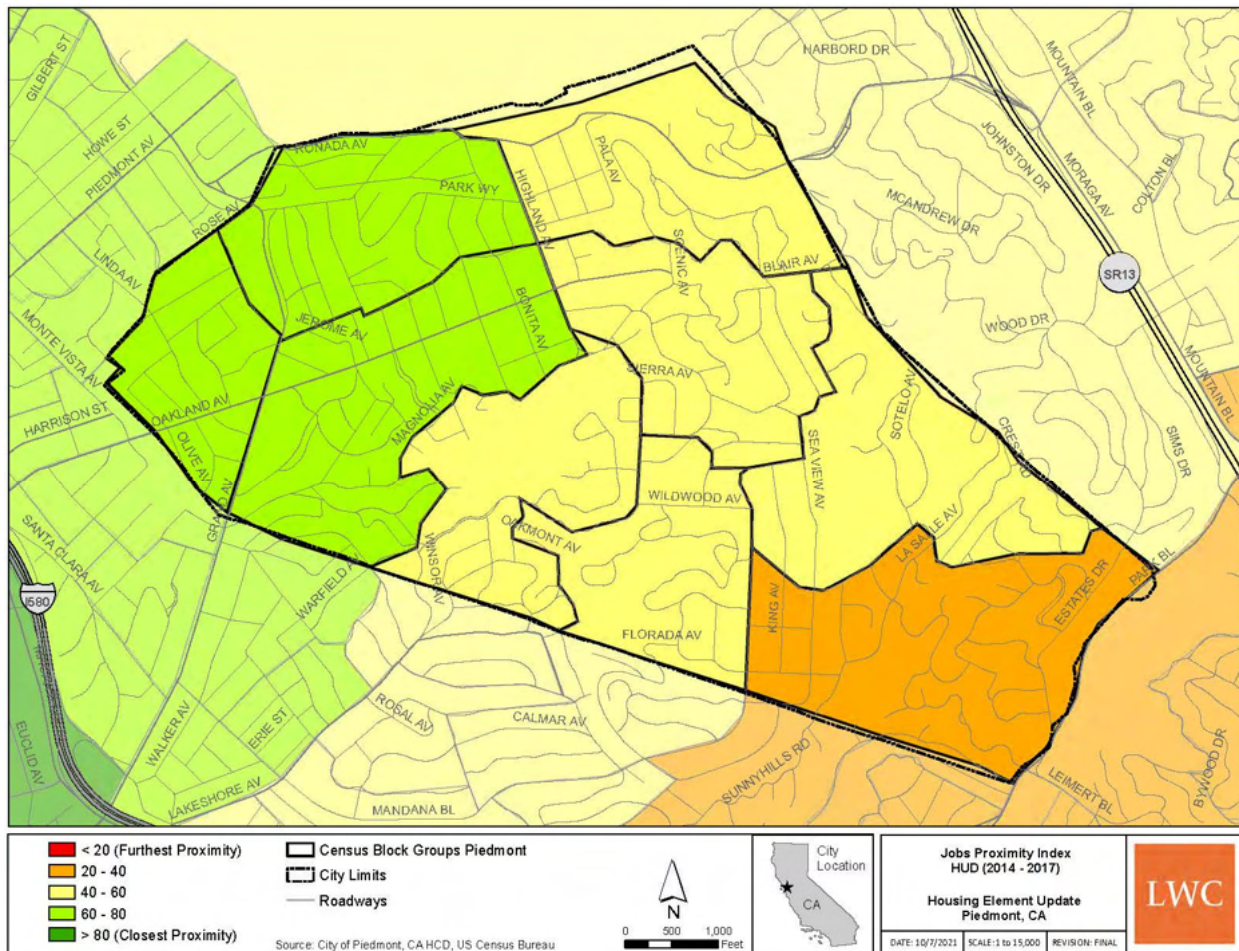 GILBERT ST
HARBORD DR
MOUNTAIN BL
HOWE ST
PIEDMONT AV
RONADA AV
PALA AV
JOHNSTON DR
MORAGA AV
COLTON BL
PARK WY
HIGHLAND AV
MCANDREW DR
ROSE AV
SCENIC AV
LINDA AV
BLAIR AV
SR13
BONITA AV
JEROME AV
WOOD DR
MONTE VISTA AV
SIERRA AV
MOUNTAIN BL
MAGNOLIA AV
SOTELO AV
HARRISON ST
OAKLAND AV
OLIVE AV
SEA VIEW AV
SIMS DR
WILDWOOD AV
GRAND AV
OAKMONT AV
LA SALLE AV
SANTA CLARA AV
WINSOR AV
PARK BL
WARFIELD AV
ESTATES DR
I580
KING AV
FLORADA AV
ROSAL AV
CALMAR AV
EUCLID AV
WALKER AV
ERIE ST
SUNNYHILLS RD
LEIMERT BL
BYWOOD DR
LAKESHORE AV
MANDANA BL
< 20 (Furthest Proximity)
20 - 40
40 - 60
60 - 80
> 80 (Closest Proximity)
Census Block Groups Piedmont
City Limits
Roadways
Source: City of Piedmont, CA HCD, US Census Bureau
N
0 500 1,000
Feet
City
Location
CA
Jobs Proximity Index
HUD (2014 - 2017)
Housing Element Update
Piedmont, CA
DATE: 10/7/2021
SCALE: 1 to 15,000
REVISION: FINAL
LWC